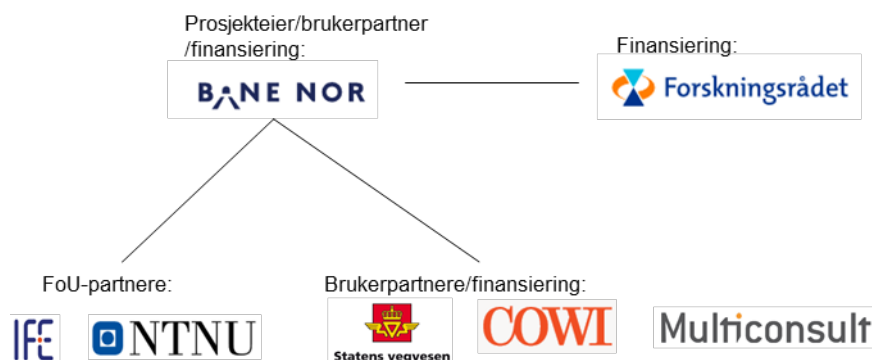 Prosjekteier/brukerpartner
/finansiering:
BANE NOR
Finansiering:
Forskningsrådet
FoU-partnere:
IFE
NTNU
Brukerpartnere/finansiering:
Statens vegvesen
COWI
Multiconsult